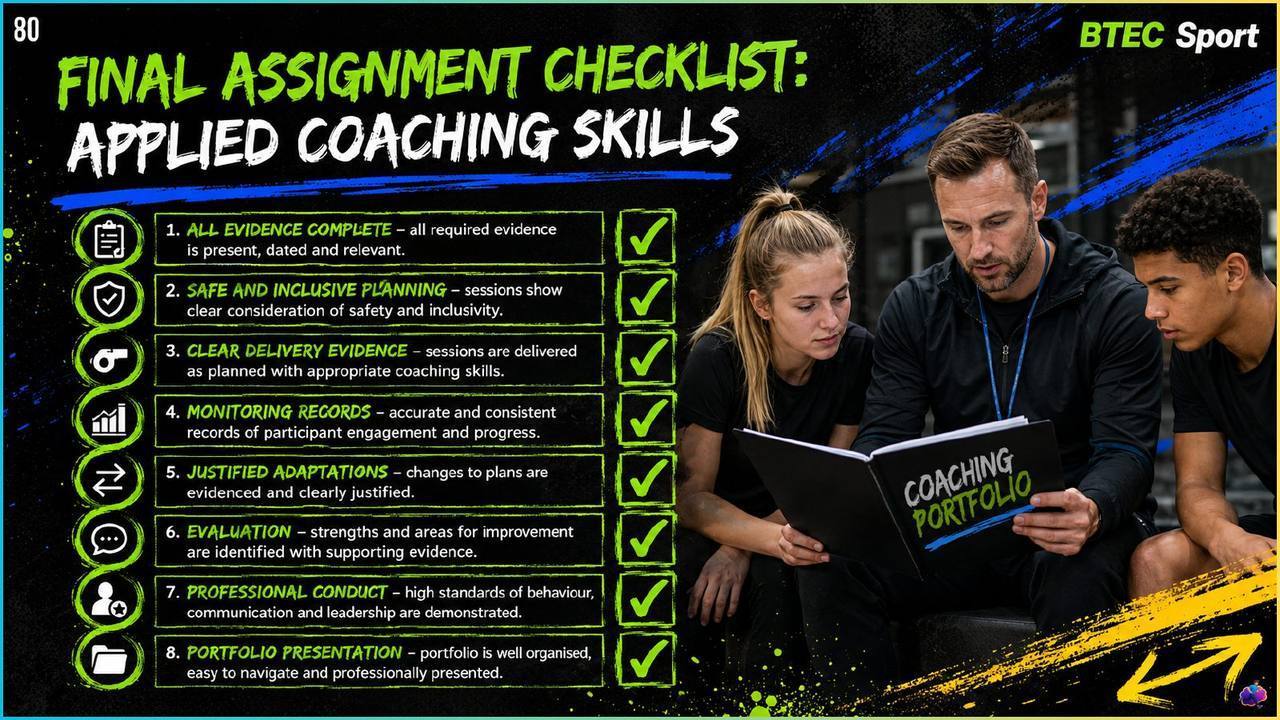 80
BTEC Sport
FINAL ASSIGNMENT CHECKLIST:
APPLIED COACHING SKILLS
1. ALL EVIDENCE COMPLETE – all required evidence
is present, dated and relevant.
2. SAFE AND INCLUSIVE PLANNING – sessions show
clear consideration of safety and inclusivity.
3. CLEAR DELIVERY EVIDENCE – sessions are delivered
as planned with appropriate coaching skills.
4. MONITORING RECORDS – accurate and consistent
records of participant engagement and progress.
5. JUSTIFIED ADAPTATIONS – changes to plans are
evidenced and clearly justified.
6. EVALUATION – strengths and areas for improvement
are identified with supporting evidence.
7. PROFESSIONAL CONDUCT – high standards of behaviour,
communication and leadership are demonstrated.
8. PORTFOLIO PRESENTATION – portfolio is well organised,
easy to navigate and professionally presented.
COACHING
PORTFOLIO